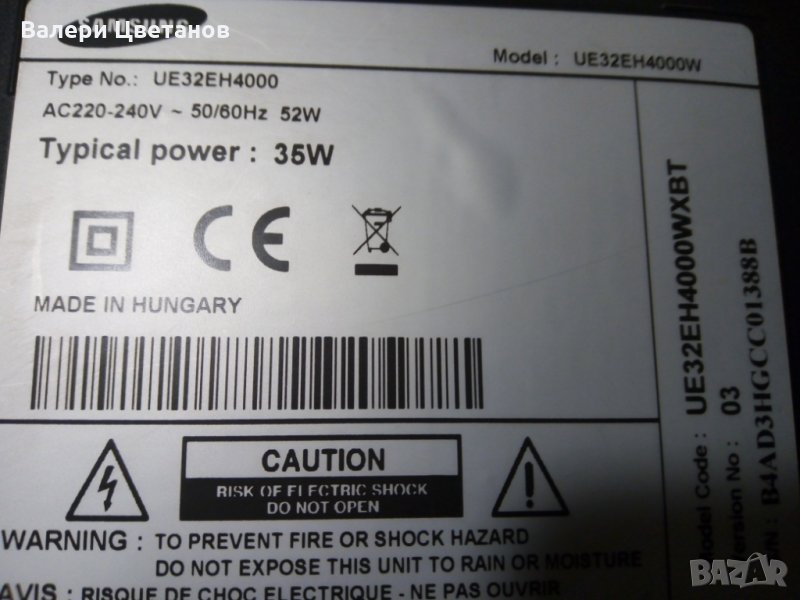 Валери Цветанов
SAMSUNG
Model : UE32EH4000W
Type No.: UE32EH4000
AC220-240V ~ 50/60Hz 52W
Typical power : 35W
CE
MADE IN HUNGARY
CAUTION
RISK OF ELECTRIC SHOCK
DO NOT OPEN
WARNING : TO PREVENT FIRE OR SHOCK HAZARD
DO NOT EXPOSE THIS UNIT TO RAIN OR MOISTURE
AVIS : RISQUE DE CHOC ELECTRIQUE - NE PAS OUVRIR
Model Code : UE32EH4000WXBT
Version No : 03
S/N : B4AD3HGCC01388B
BAZAR